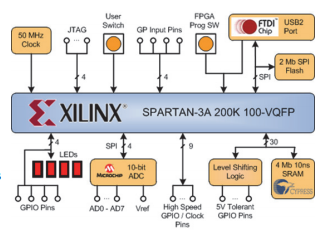 50 MHz
Clock
JTAG
User
Switch
GP Input Pins
FPGA
Prog SW
FTDI
Chip
USB2
Port
2 Mb SPI
Flash
4
4
SPI
XILINX®
SPARTAN-3A 200K 100-VQFP
4
LEDs
GPIO Pins
SPI
4
MICROCHIP
10-bit
ADC
AD0 - AD7
Vref
9
High Speed
GPIO / Clock
Pins
30
Level Shifting
Logic
5V Tolerant
GPIO Pins
4 Mb 10ns
SRAM
CYPRESS